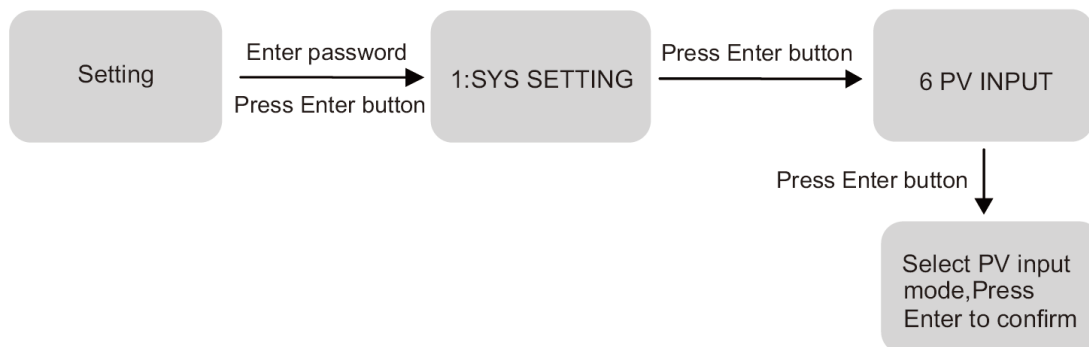 Setting
Enter password
Press Enter button
1:SYS SETTING
Press Enter button
6 PV INPUT
Press Enter button
Select PV input
mode,Press
Enter to confirm